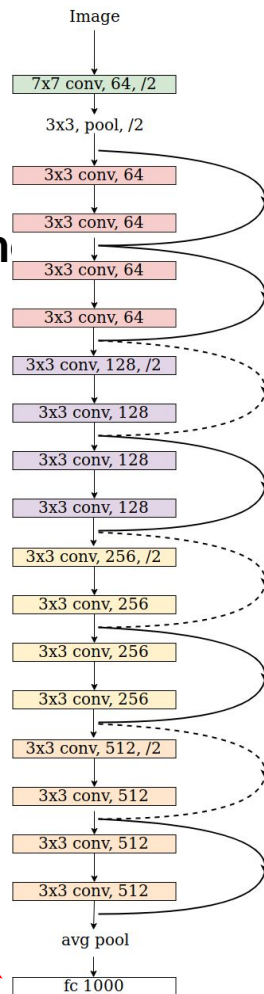 Image
7x7 conv, 64, /2
3x3, pool, /2
3x3 conv, 64
3x3 conv, 64
3x3 conv, 64
3x3 conv, 64
3x3 conv, 128, /2
3x3 conv, 128
3x3 conv, 128
3x3 conv, 128
3x3 conv, 256, /2
3x3 conv, 256
3x3 conv, 256
3x3 conv, 256
3x3 conv, 512, /2
3x3 conv, 512
3x3 conv, 512
3x3 conv, 512
avg pool
fc 1000